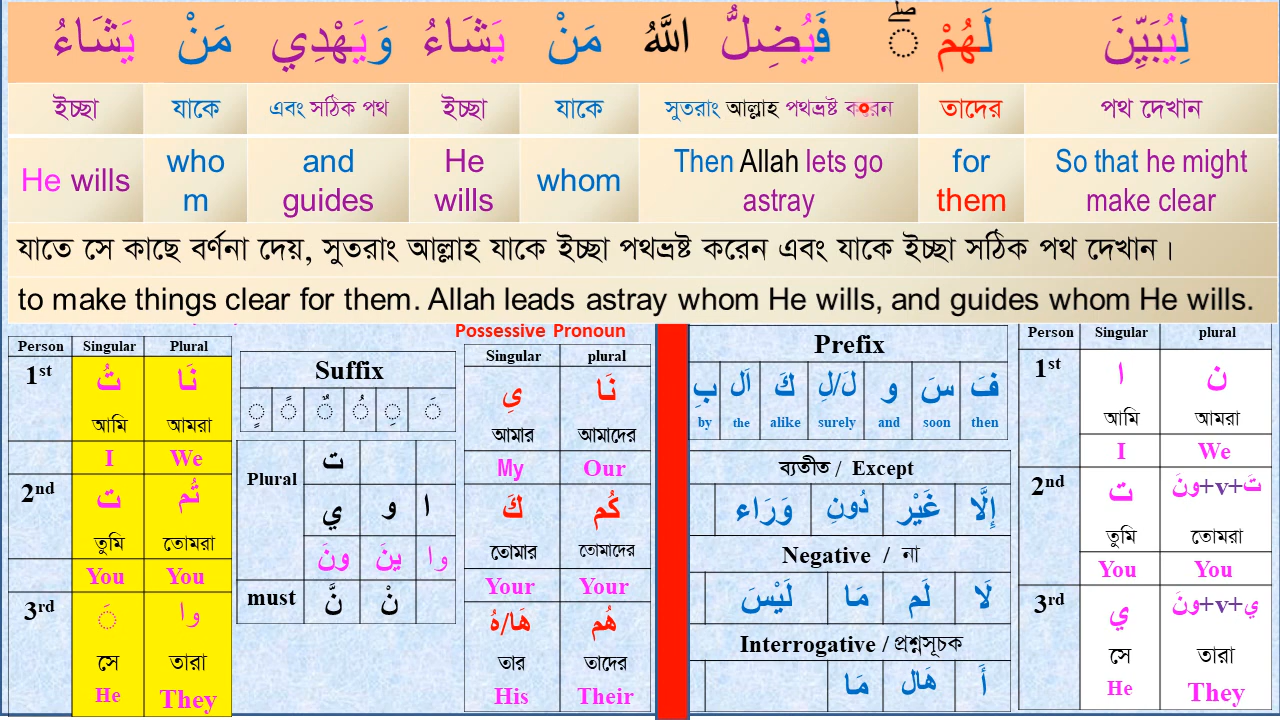 لِيُبَيِّنَ لَهُمْ ۖ فَيُضِلُّ اللَّهُ مَنْ يَشَاءُ وَيَهْدِي مَنْ يَشَاءُ
ইচ্ছা যাকে এবং সঠিক পথ ইচ্ছা যাকে সুতরাং আল্লাহ পথভ্রষ্ট করেন তাদের পথ দেখান
He wills
who
m
and
guides
He
wills
whom
Then Allah lets go
astray
for
them
So that he might
make clear
যাতে সে কাছে বর্ণনা দেয়, সুতরাং আল্লাহ যাকে ইচ্ছা পথভ্রষ্ট করেন এবং যাকে ইচ্ছা সঠিক পথ দেখান।
to make things clear for them. Allah leads astray whom He wills, and guides whom He wills.
Person Singular Plural
1st تُ نَا
আমি আমরা
I We
2nd ت تُم
তুমি তোমরা
You You
3rd َ وا
সে তারা
He They
Suffix
ٍ ً ٌ ُ ِ َ
Plural ت
ي و ا
ونَ ينَ وا
must نَّ نْ
Possessive Pronoun
Singular plural
يِ نَا
আমার আমাদের
My Our
كَ كُم
তোমার তোমাদের
Your Your
هَا/هُ هُم
তার তাদের
His Their
Prefix
بِ اَل كَ لَ/لِ و سَ فَ
by the alike surely and soon then
ব্যতীত / Except
وَرَاء دُونِ غَيْر إِلَّا
Negative / না
لَيْسَ مَا لَم لَا
Interrogative / প্রশ্নসূচক
مَا هَال أَ
Person Singular plural
1st ا ن
আমি আমরা
I We
2nd ت تَ+v+ونَ
তুমি তোমরা
You You
3rd ي ي+v+ونَ
সে তারা
He They